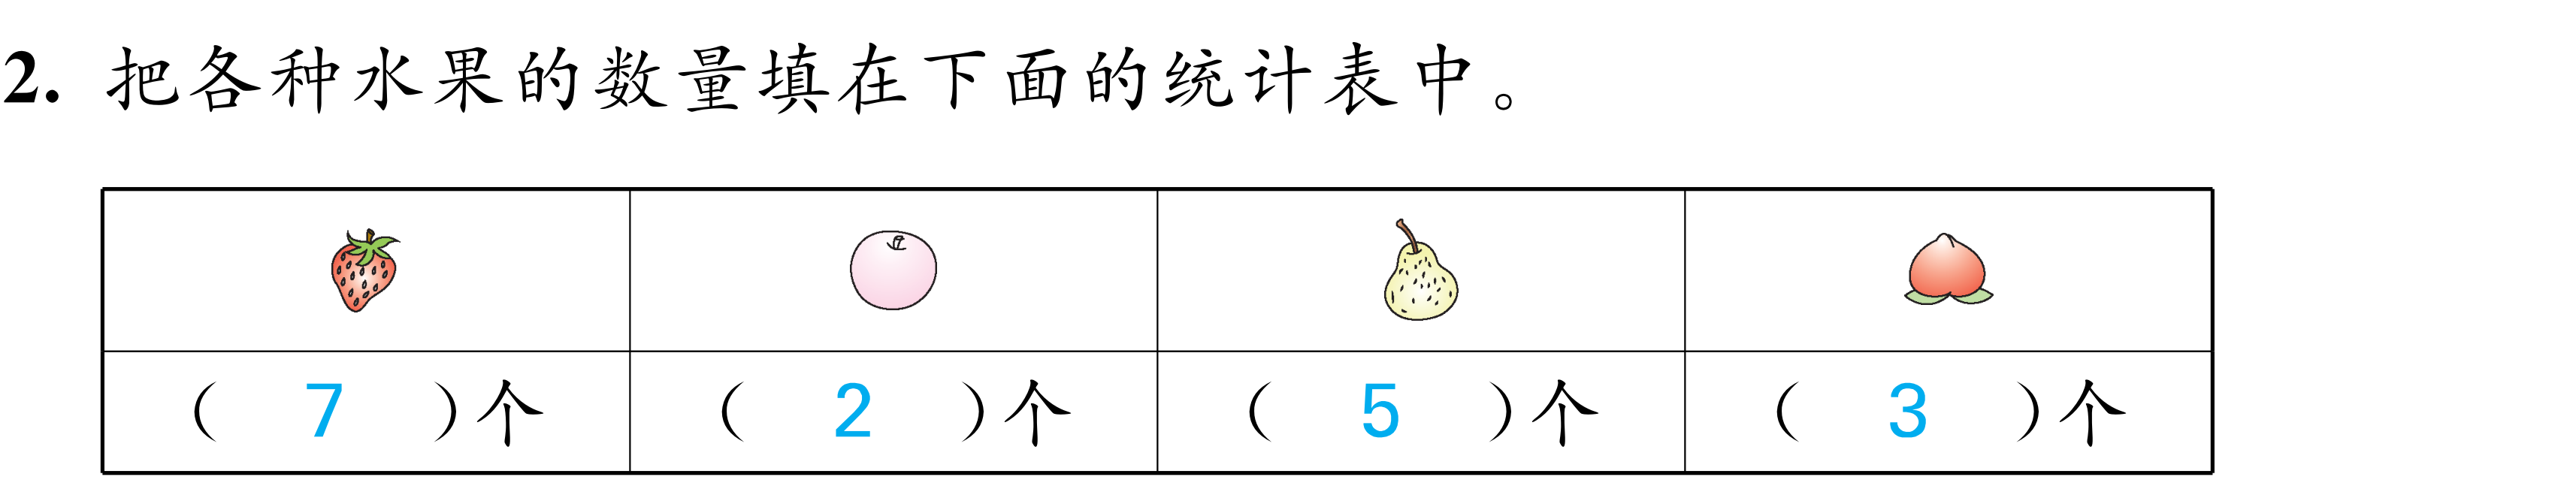 2. 把各种水果的数量填在下面的统计表中。
( 7 )个 ( 2 )个 ( 5 )个 ( 3 )个